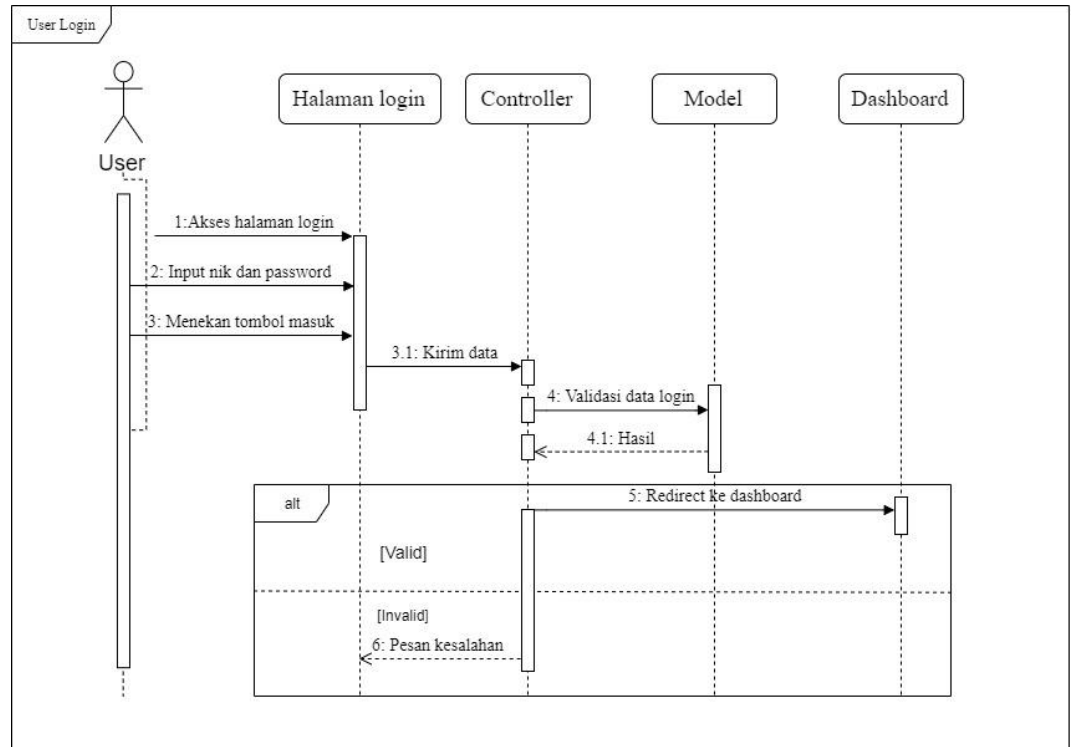 User Login
Halaman login
Controller
Model
Dashboard
User
1:Akses halaman login
2: Input nik dan password
3: Menekan tombol masuk
3.1: Kirim data
4: Validasi data login
4.1: Hasil
alt
5: Redirect ke dashboard
[Valid]
[Invalid]
6: Pesan kesalahan